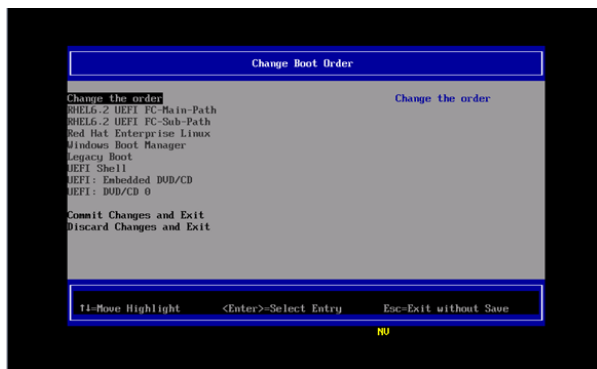 Change Boot Order
Change the order
Change the order
RHEL6.2 UEFI FC-Main-Path
RHEL6.2 UEFI FC-Sub-Path
Red Hat Enterprise Linux
Windows Boot Manager
Legacy Boot
UEFI Shell
UEFI: Embedded DVD/CD
UEFI: DVD/CD 0
Commit Changes and Exit
Discard Changes and Exit
↑↓=Move Highlight <Enter>=Select Entry Esc=Exit without Save
NV